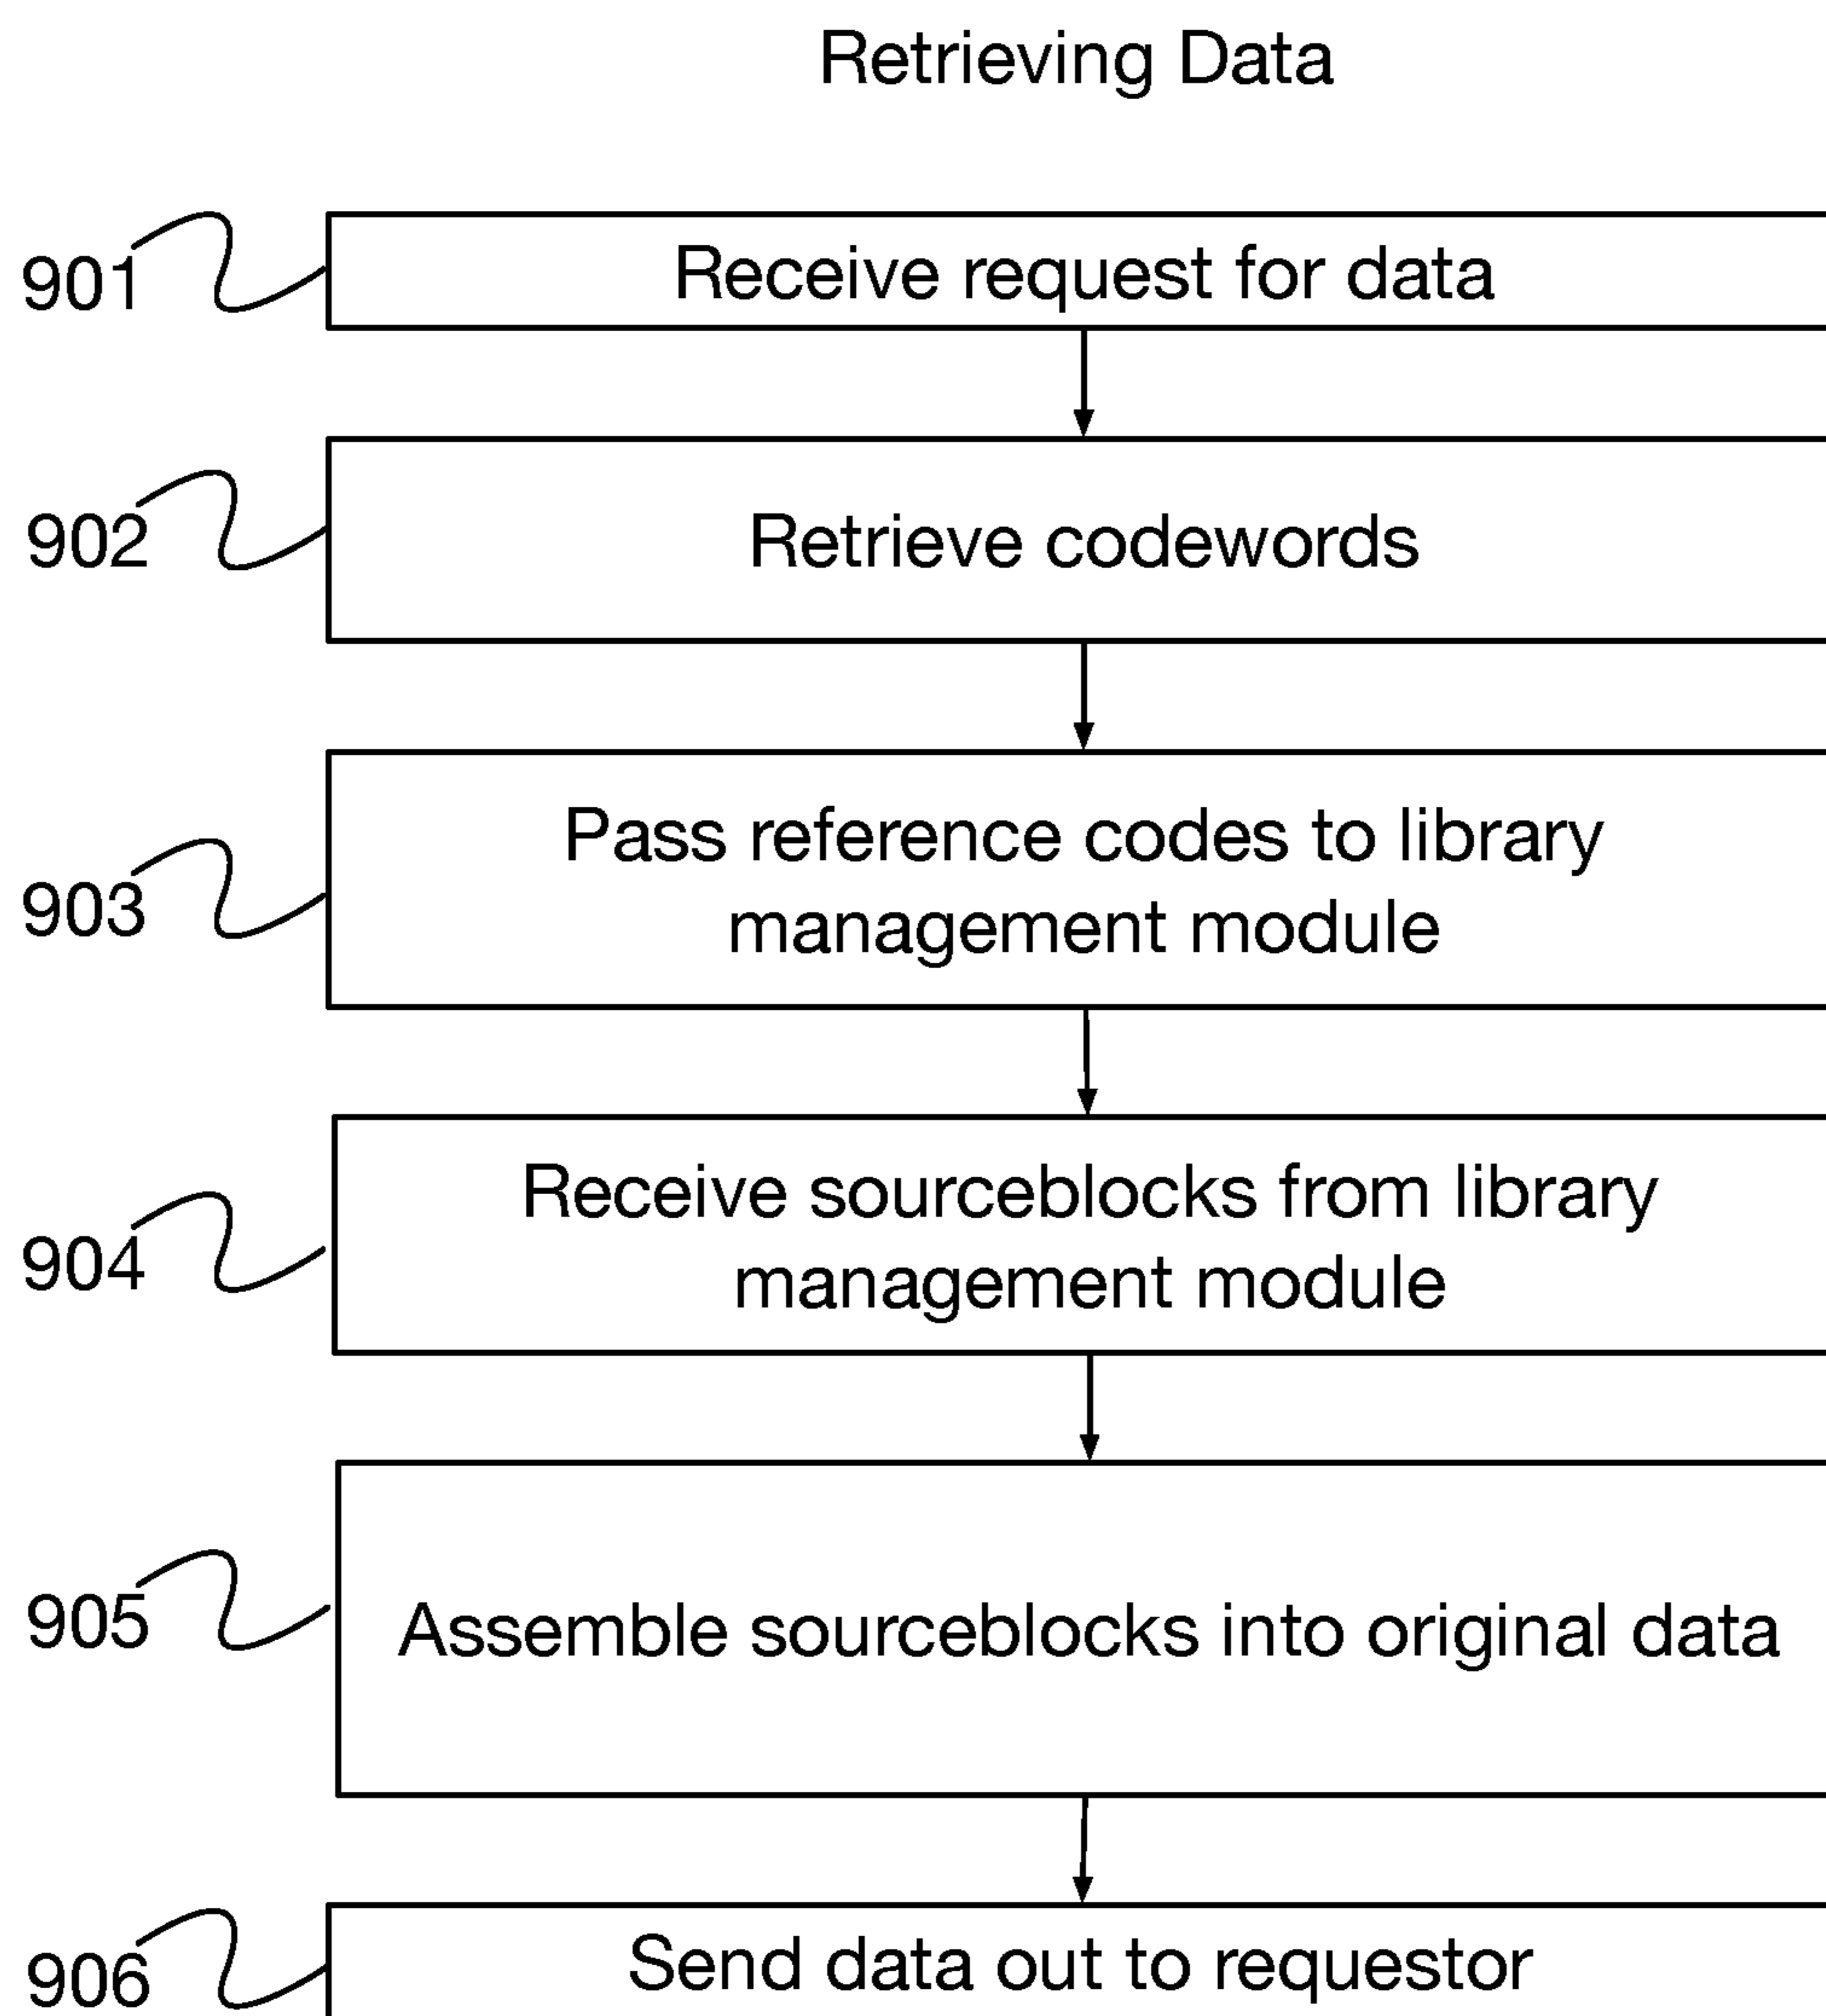 Retrieving Data
901
Receive request for data
902
Retrieve codewords
903
Pass reference codes to library
management module
904
Receive sourceblocks from library
management module
905
Assemble sourceblocks into original data
906
Send data out to requestor